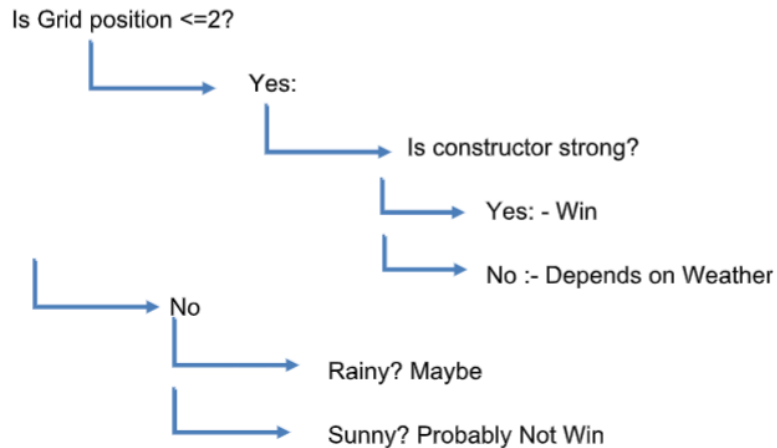 Is Grid position <=2?
Yes:
Is constructor strong?
Yes: - Win
No :- Depends on Weather
No
Rainy? Maybe
Sunny? Probably Not Win